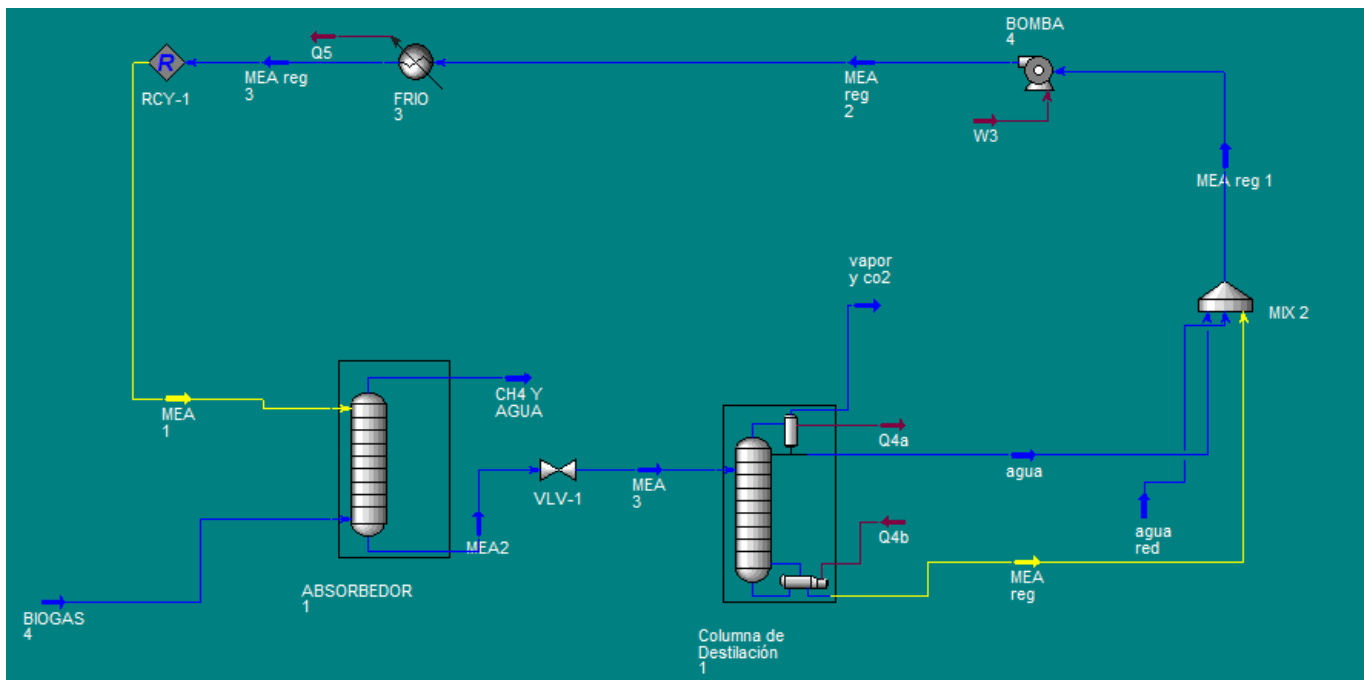 BOMBA
4
Q5
MEA reg
3
RCY-1
FRIO
3
MEA
reg
2
W3
MEA reg 1
vapor
y co2
MIX 2
CH4 Y
AGUA
MEA
1
Q4a
VLV-1
MEA
3
agua
MEA2
Q4b
agua
red
MEA
reg
ABSORBEDOR
1
BIOGAS
4
Columna de
Destilación
1
R